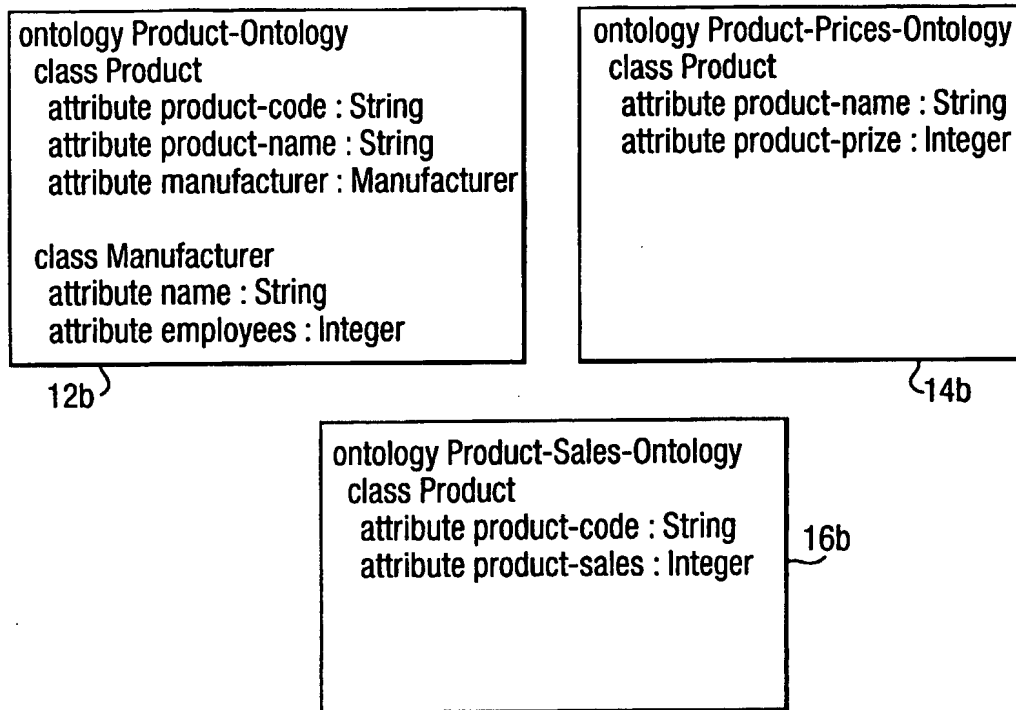 ontology Product-Ontology
class Product
attribute product-code : String
attribute product-name : String
attribute manufacturer : Manufacturer
class Manufacturer
attribute name : String
attribute employees : Integer
12b
ontology Product-Prices-Ontology
class Product
attribute product-name : String
attribute product-prize : Integer
14b
ontology Product-Sales-Ontology
class Product
attribute product-code : String
attribute product-sales : Integer
16b